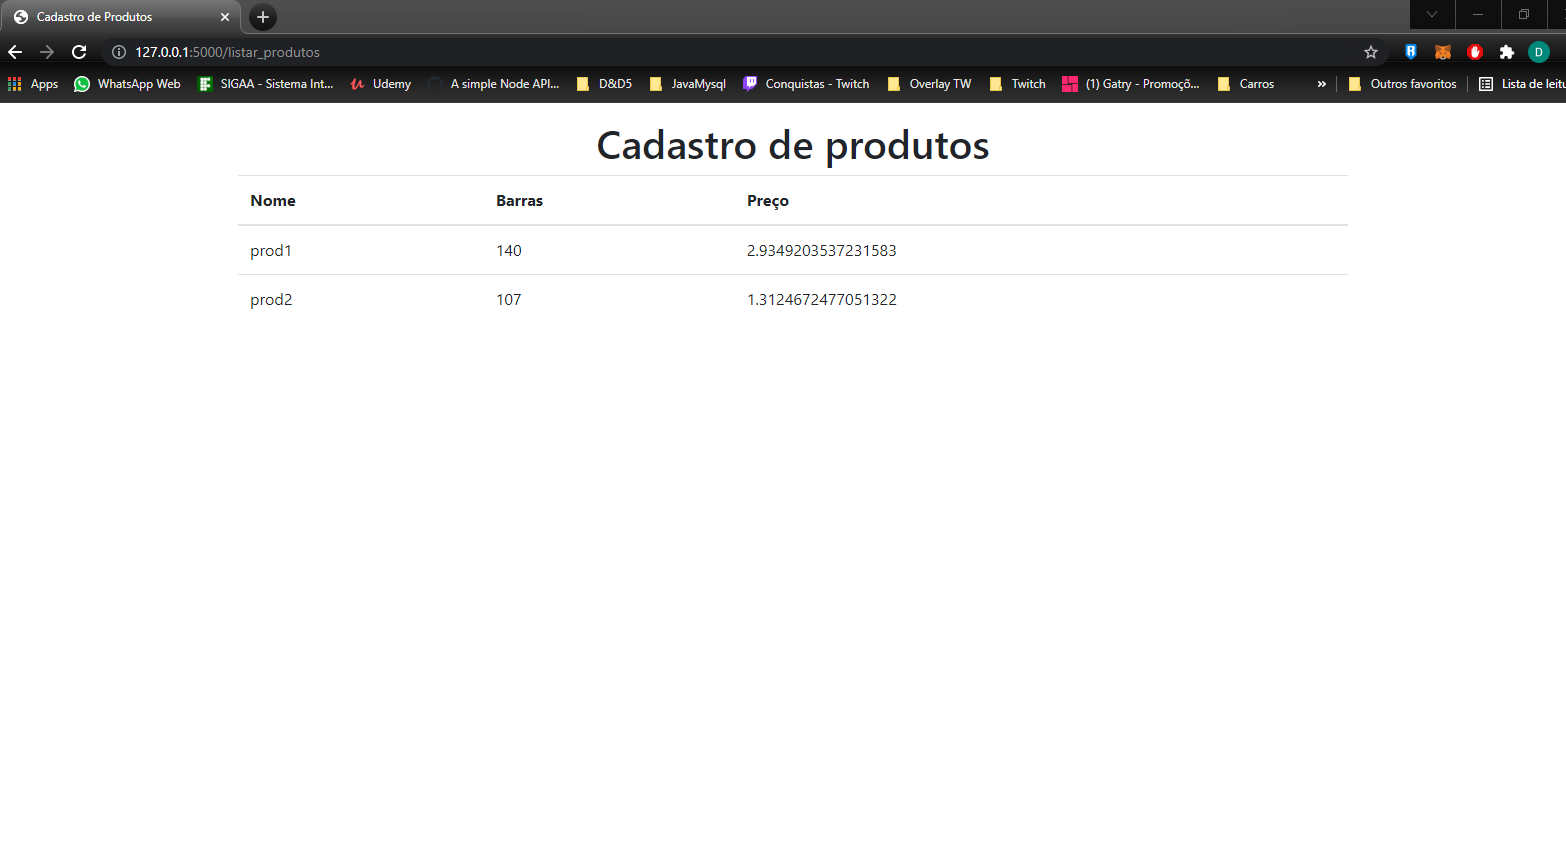 Cadastro de Produtos
127.0.0.1:5000/listar_produtos
D
Apps WhatsApp Web SIGAA - Sistema Int... Udemy A simple Node API... D&D5 JavaMysql Conquistas - Twitch Overlay TW Twitch (1) Gatry - Promoçõ... Carros » Outros favoritos Lista de leitu
Cadastro de produtos
Nome Barras Preço
prod1 140 2.9349203537231583
prod2 107 1.3124672477051322